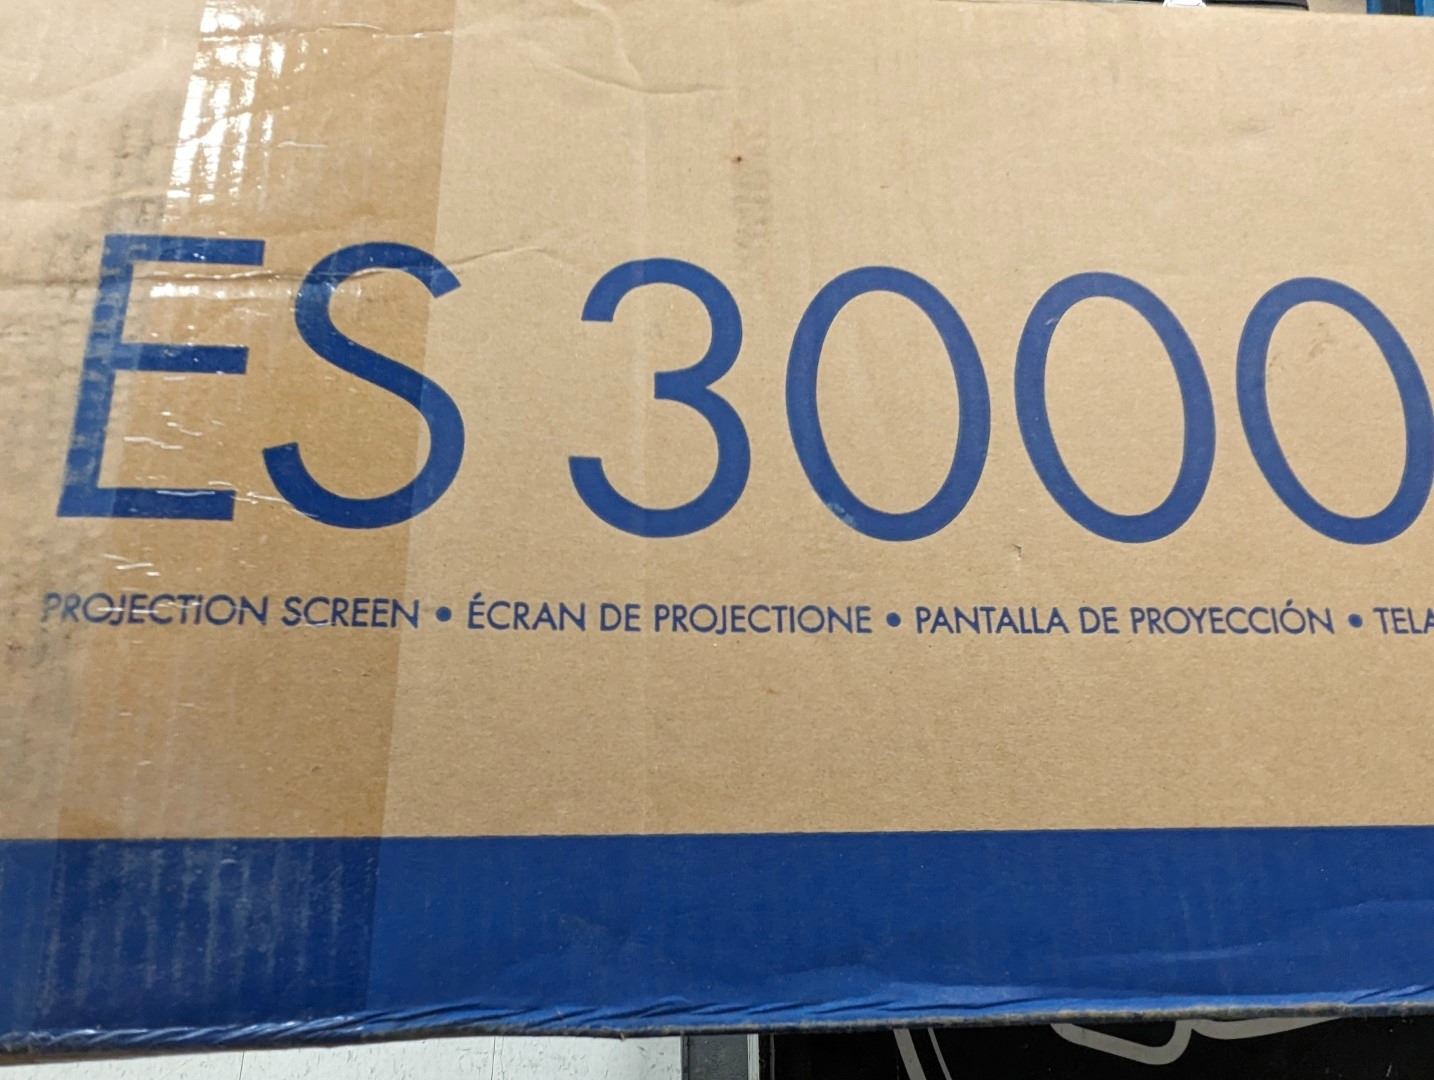 ES 3000
PROJECTION SCREEN • ÉCRAN DE PROJECTIONE • PANTALLA DE PROYECCIÓN • TELA